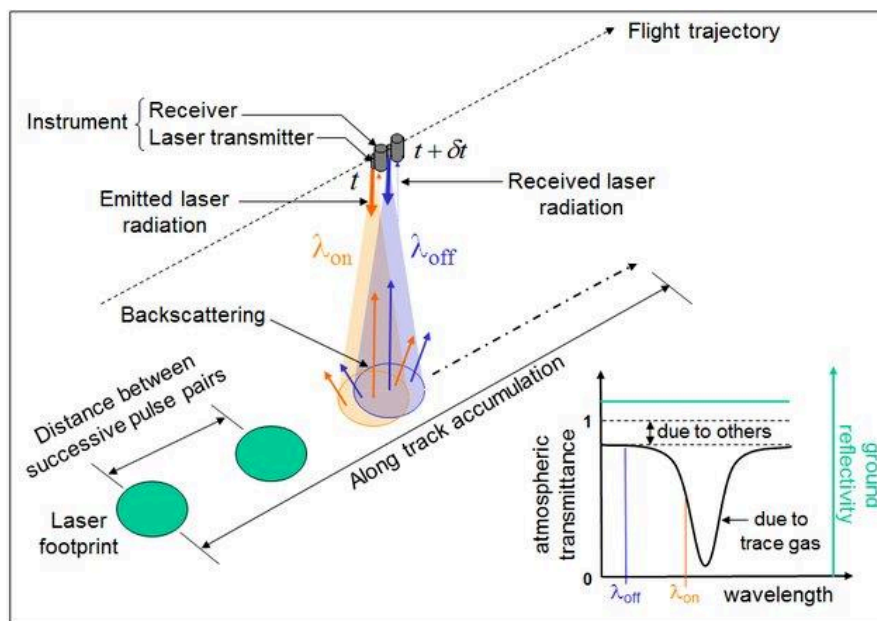 Flight trajectory
Instrument
Receiver
Laser transmitter
t
t + δt
Emitted laser
radiation
Received laser
radiation
λon
λoff
Backscattering
Distance between
successive pulse pairs
Along track accumulation
Laser
footprint
1
due to others
atmospheric
transmittance
ground
reflectivity
due to
trace gas
0
λoff
λon
wavelength